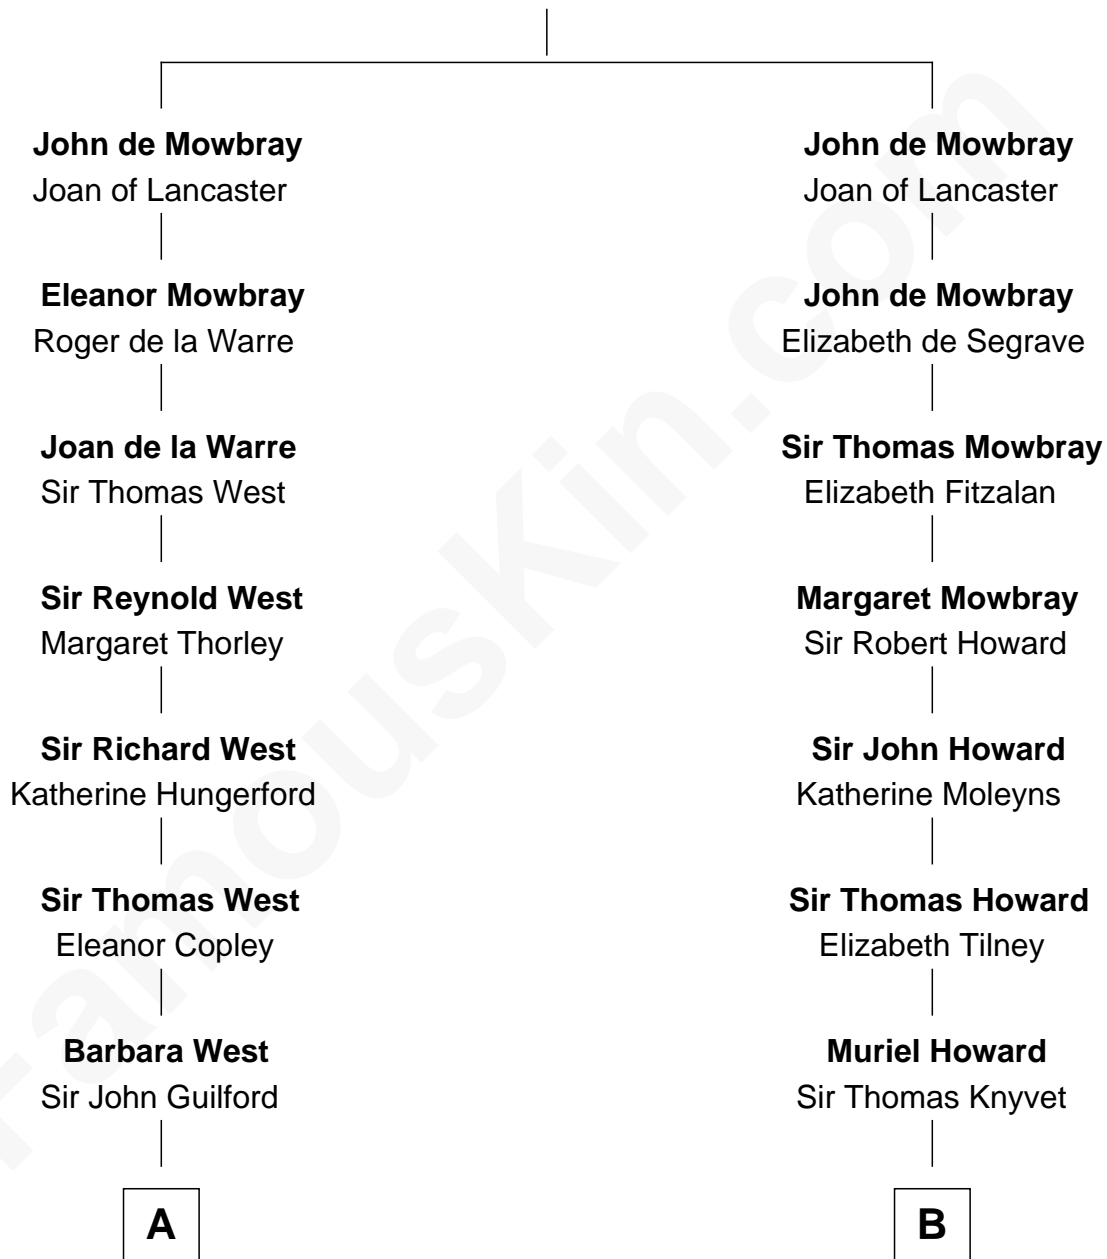 John de Mowbray
Joan of Lancaster
Eleanor Mowbray
Roger de la Warre
Joan de la Warre
Sir Thomas West
Sir Reynold West
Margaret Thorley
Sir Richard West
Katherine Hungerford
Sir Thomas West
Eleanor Copley
Barbara West
Sir John Guilford
A
John de Mowbray
Joan of Lancaster
John de Mowbray
Elizabeth de Segrave
Sir Thomas Mowbray
Elizabeth Fitzalan
Margaret Mowbray
Sir Robert Howard
Sir John Howard
Katherine Moleyns
Sir Thomas Howard
Elizabeth Tilney
Muriel Howard
Sir Thomas Knyvet
B
FamousKin.com